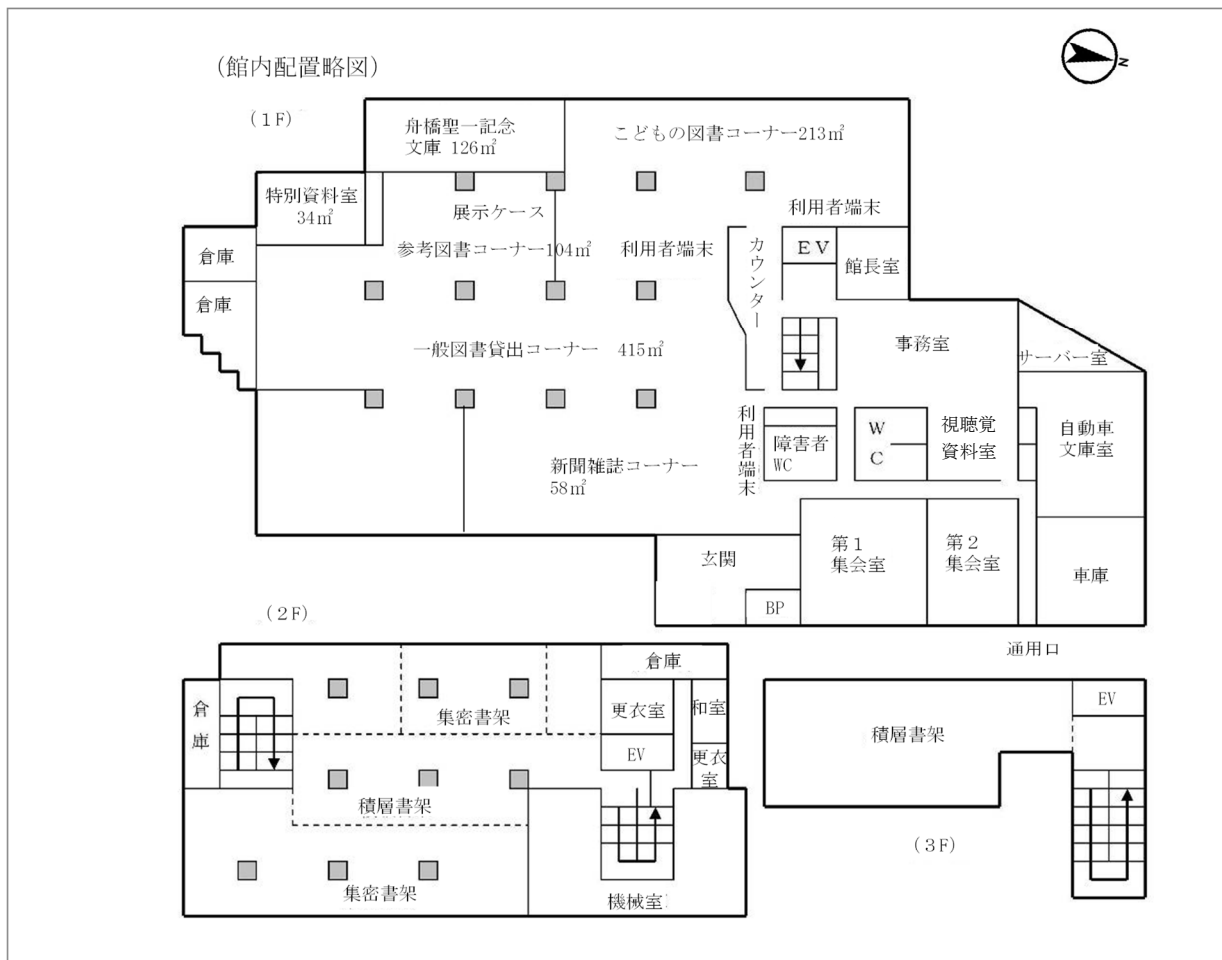 (館内配置略図)
N
(1F)
舟橋聖一記念
文庫 126㎡
こどもの図書コーナー213㎡
特別資料室
34㎡
展示ケース
利用者端末
倉庫
参考図書コーナー104㎡
利用者端末
カウンター
EV
館長室
倉庫
一般図書貸出コーナー 415㎡
事務室
サーバー室
利用者端末
障害者
WC
WC
視聴覚
資料室
自動車
文庫室
新聞雑誌コーナー
58㎡
玄関
BP
第1
集会室
第2
集会室
車庫
通用口
(2F)
倉庫
倉庫
集密書架
更衣室
和室
EV
更衣
室
積層書架
集密書架
機械室
EV
積層書架
(3F)